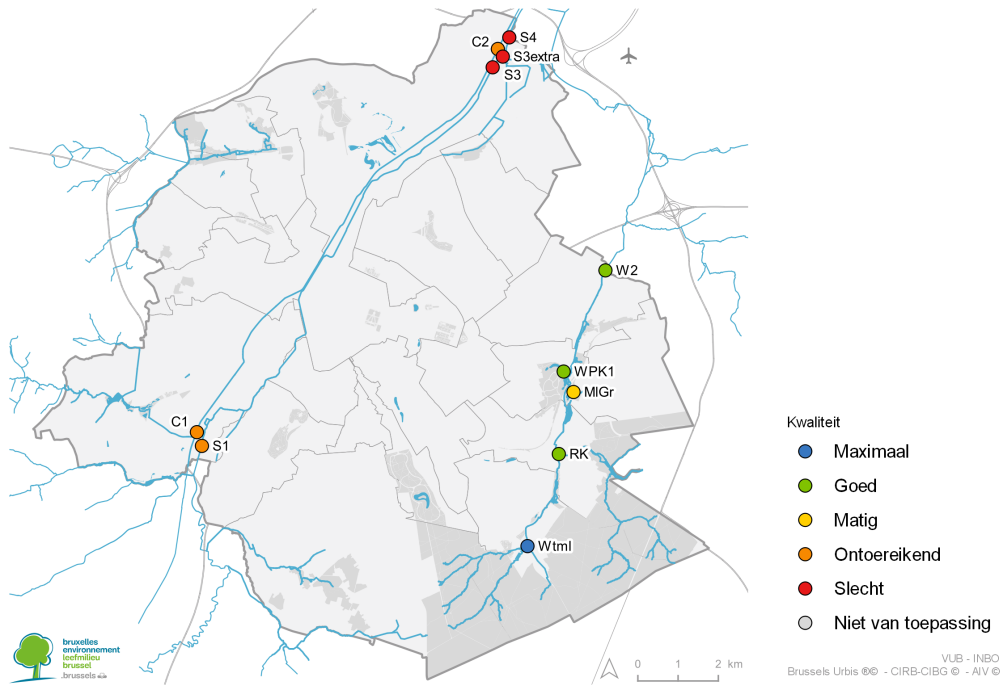 C2
S4
S3extra
S3
W2
WPK1
MlGr
C1
S1
RK
Wtml
Kwaliteit
Maximaal
Goed
Matig
Ontoereikend
Slecht
Niet van toepassing
bruxelles
environnement
leefmilieu
brussel
.brussels
0 1 2 km
VUB - INBO
Brussels Urbis ®© - CIRB-CIBG © - AIV ©